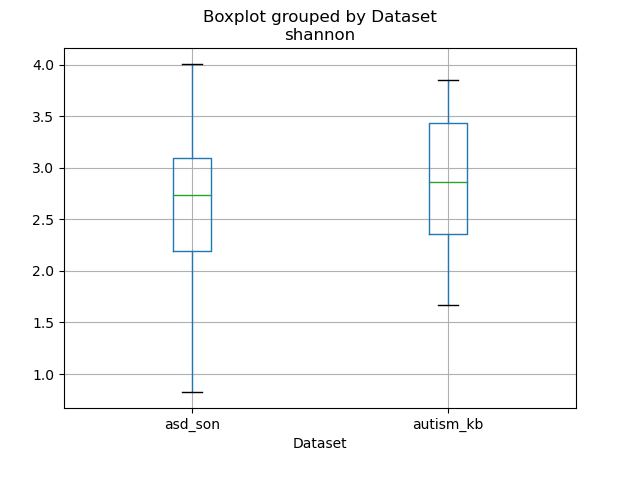 Boxplot grouped by Dataset
shannon
4.0
3.5
3.0
2.5
2.0
1.5
1.0
asd_son
autism_kb
Dataset